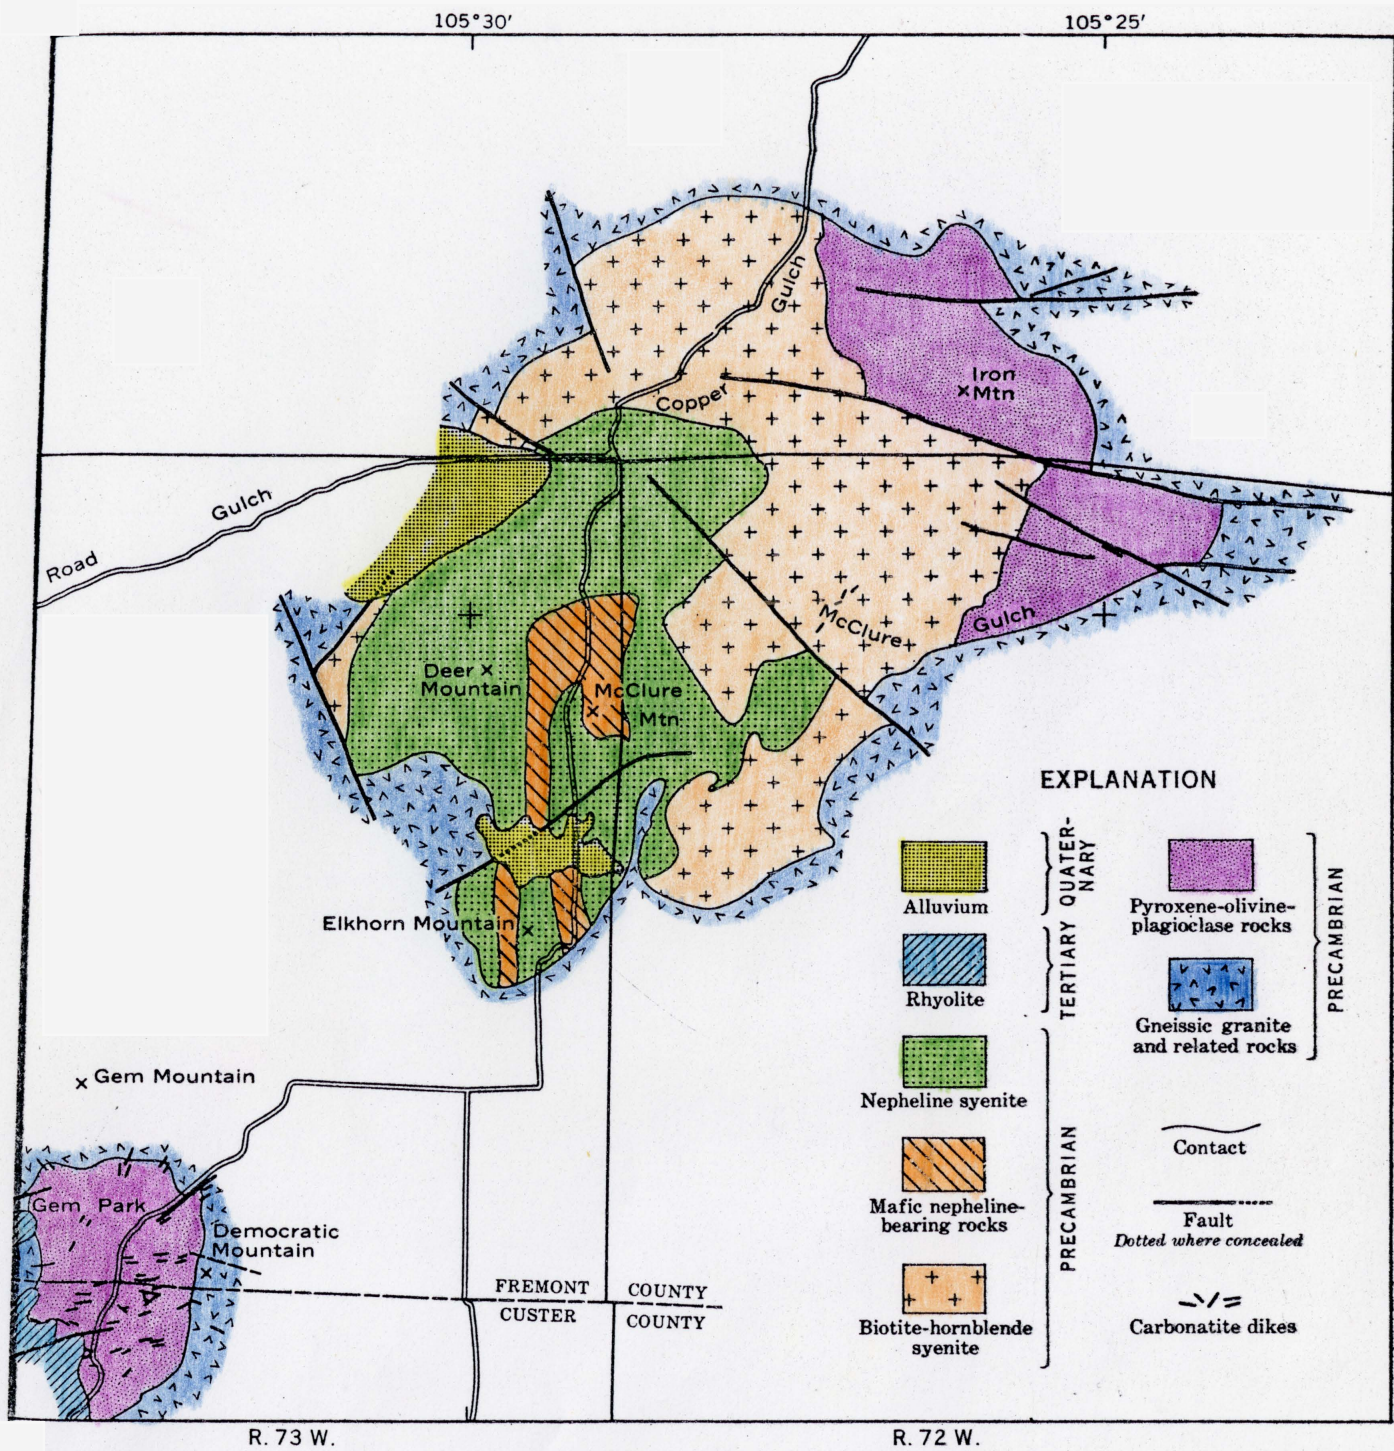 105°30′
105°25′
Gulch
Iron
Mtn
Copper
Gulch
Road
McClure
Gulch
Deer
Mountain
McClure
Mtn
Elkhorn Mountain
Gem Mountain
Gem Park
Democratic
Mountain
FREMONT COUNTY
CUSTER COUNTY
R. 73 W.
R. 72 W.
EXPLANATION
Alluvium
QUATER-
NARY
Rhyolite
TERTIARY
Nepheline syenite
Mafic nepheline-
bearing rocks
Biotite-hornblende
syenite
PRECAMBRIAN
Pyroxene-olivine-
plagioclase rocks
Gneissic granite
and related rocks
PRECAMBRIAN
Contact
Fault
Dotted where concealed
Carbonatite dikes